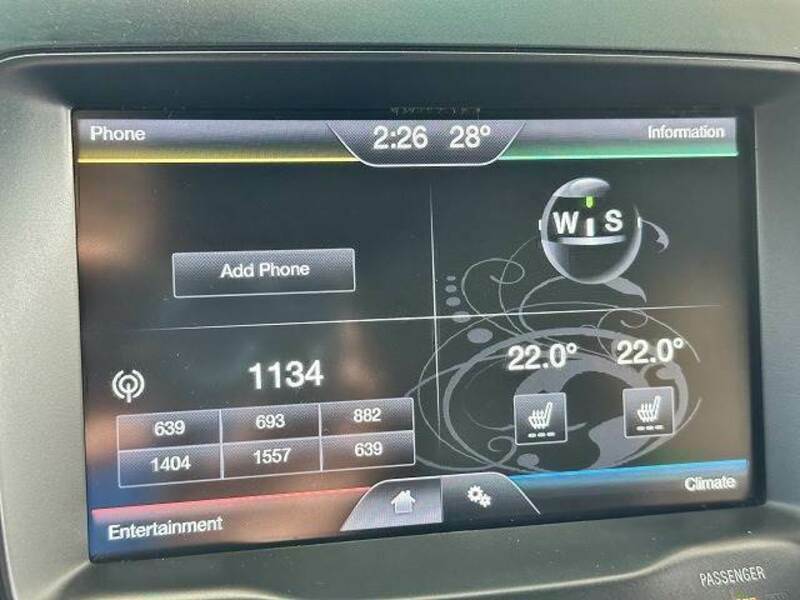 Phone
2:26 28°
Information
W S
Add Phone
1134
22.0° 22.0°
639 693 882
1404 1557 639
Entertainment
Climate
PASSENGER